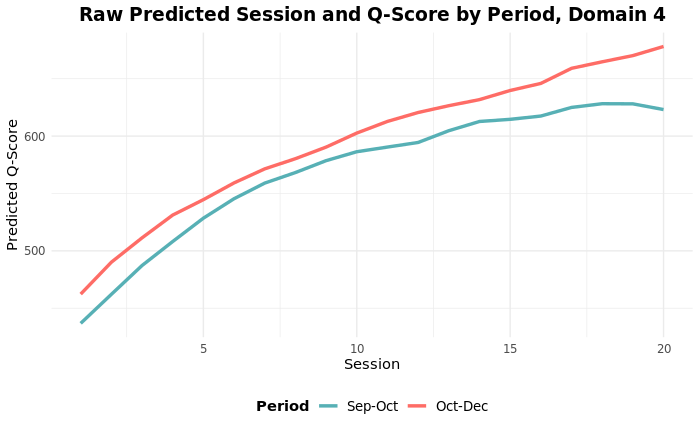 Raw Predicted Session and Q-Score by Period, Domain 4
Predicted Q-Score
600
500
5 10 15 20
Session
Period Sep-Oct Oct-Dec